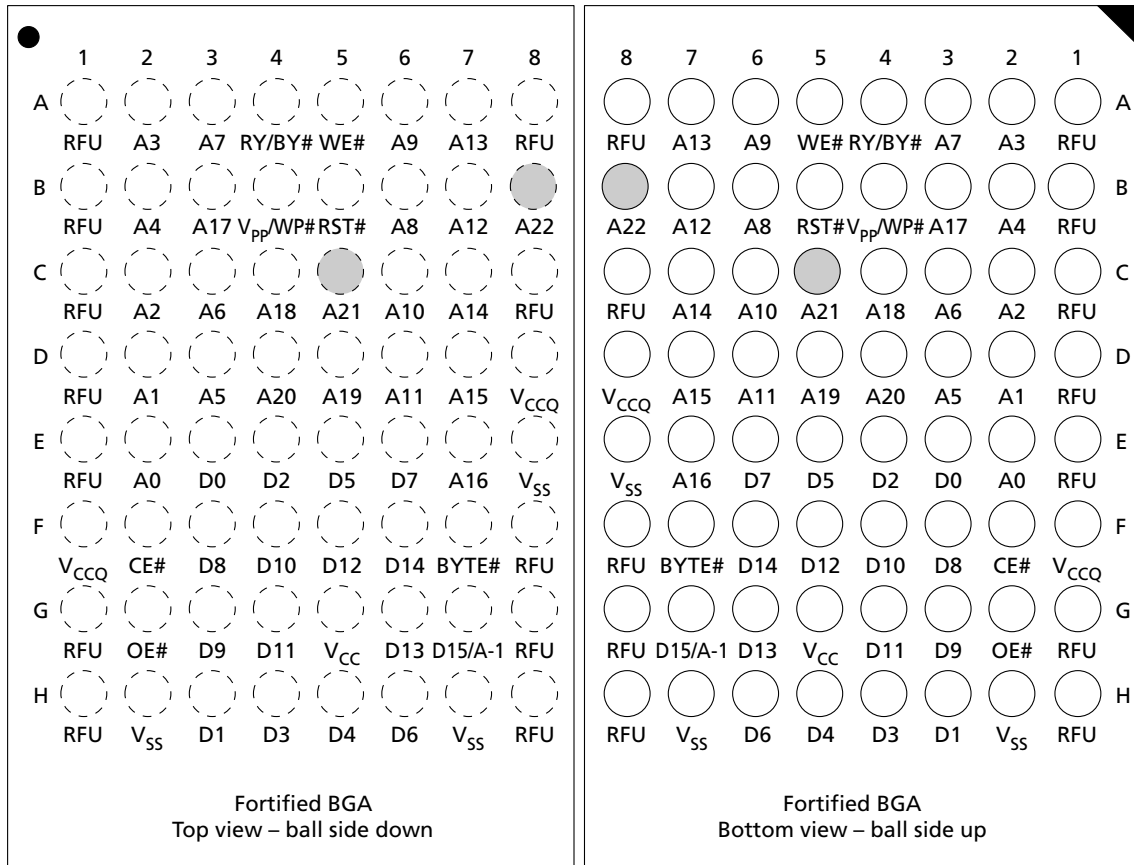 1 2 3 4 5 6 7 8
A
RFU A3 A7 RY/BY# WE# A9 A13 RFU
B
RFU A4 A17 VPP/WP# RST# A8 A12 A22
C
RFU A2 A6 A18 A21 A10 A14 RFU
D
RFU A1 A5 A20 A19 A11 A15 VCCQ
E
RFU A0 D0 D2 D5 D7 A16 VSS
F
VCCQ CE# D8 D10 D12 D14 BYTE# RFU
G
RFU OE# D9 D11 VCC D13 D15/A-1 RFU
H
RFU VSS D1 D3 D4 D6 VSS RFU
Fortified BGA
Top view – ball side down
8 7 6 5 4 3 2 1
A
RFU A13 A9 WE# RY/BY# A7 A3 RFU
B
A22 A12 A8 RST# VPP/WP# A17 A4 RFU
C
RFU A14 A10 A21 A18 A6 A2 RFU
D
VCCQ A15 A11 A19 A20 A5 A1 RFU
E
VSS A16 D7 D5 D2 D0 A0 RFU
F
RFU BYTE# D14 D12 D10 D8 CE# VCCQ
G
RFU D15/A-1 D13 VCC D11 D9 OE# RFU
H
RFU VSS D6 D4 D3 D1 VSS RFU
Fortified BGA
Bottom view – ball side up